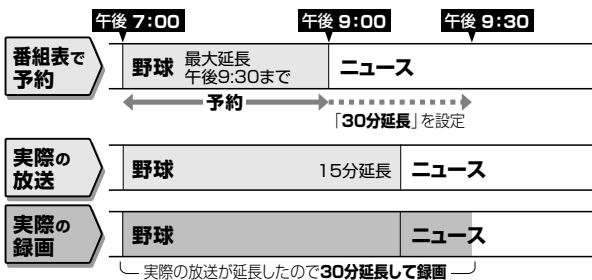 午後 7:00 午後 9:00 午後 9:30
番組表で
予約
野球 最大延長
午後9:30まで
ニュース
予約
「30分延長」を設定
実際の
放送
野球 15分延長 ニュース
実際の
録画
野球 ニュース
実際の放送が延長したので30分延長して録画